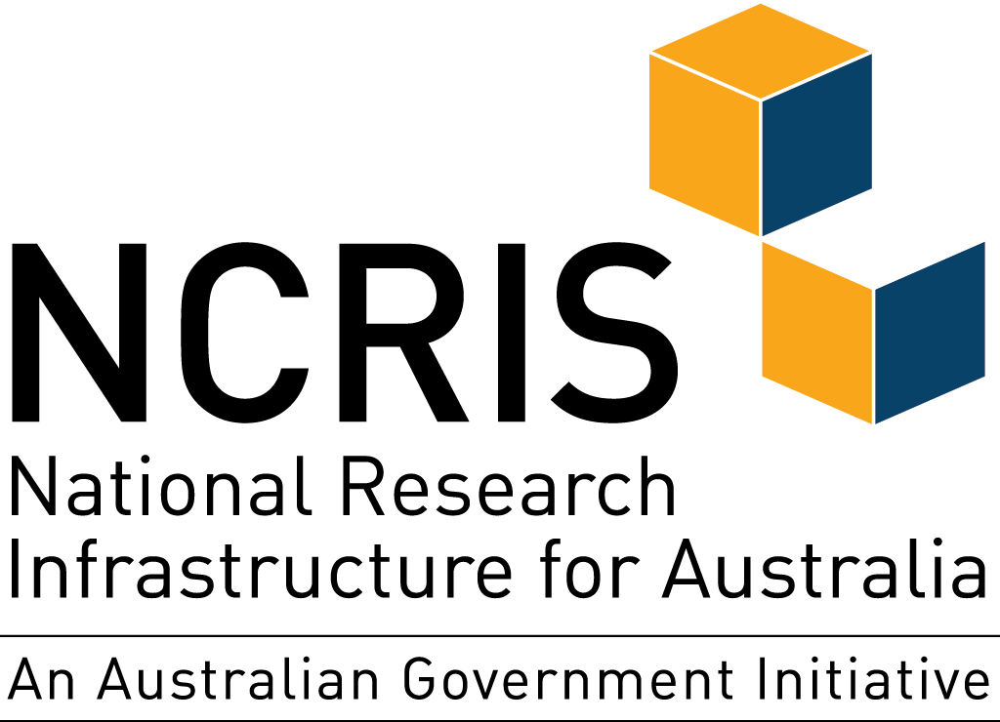 NCRIS
National Research
Infrastructure for Australia
An Australian Government Initiative